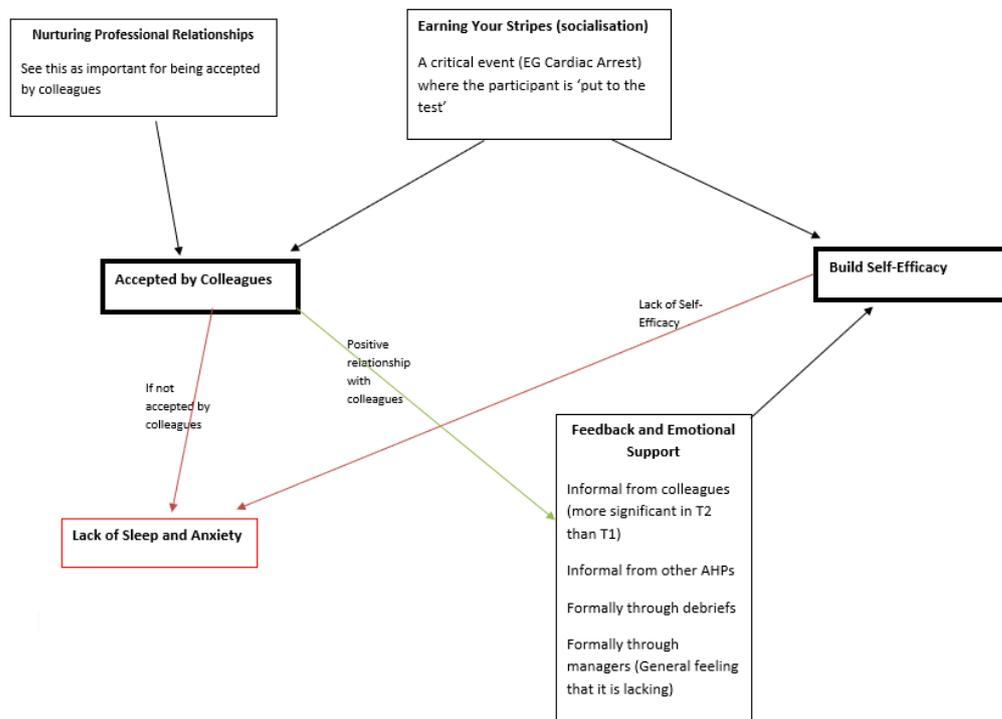 Nurturing Professional Relationships
See this as important for being accepted
by colleagues
Earning Your Stripes (socialisation)
A critical event (EG Cardiac Arrest)
where the participant is ‘put to the
test’
Accepted by Colleagues
Build Self-Efficacy
Lack of Self-
Efficacy
Positive
relationship
with
colleagues
If not
accepted by
colleagues
Lack of Sleep and Anxiety
Feedback and Emotional
Support
Informal from colleagues
(more significant in T2
than T1)
Informal from other AHPs
Formally through debriefs
Formally through
managers (General feeling
that it is lacking)